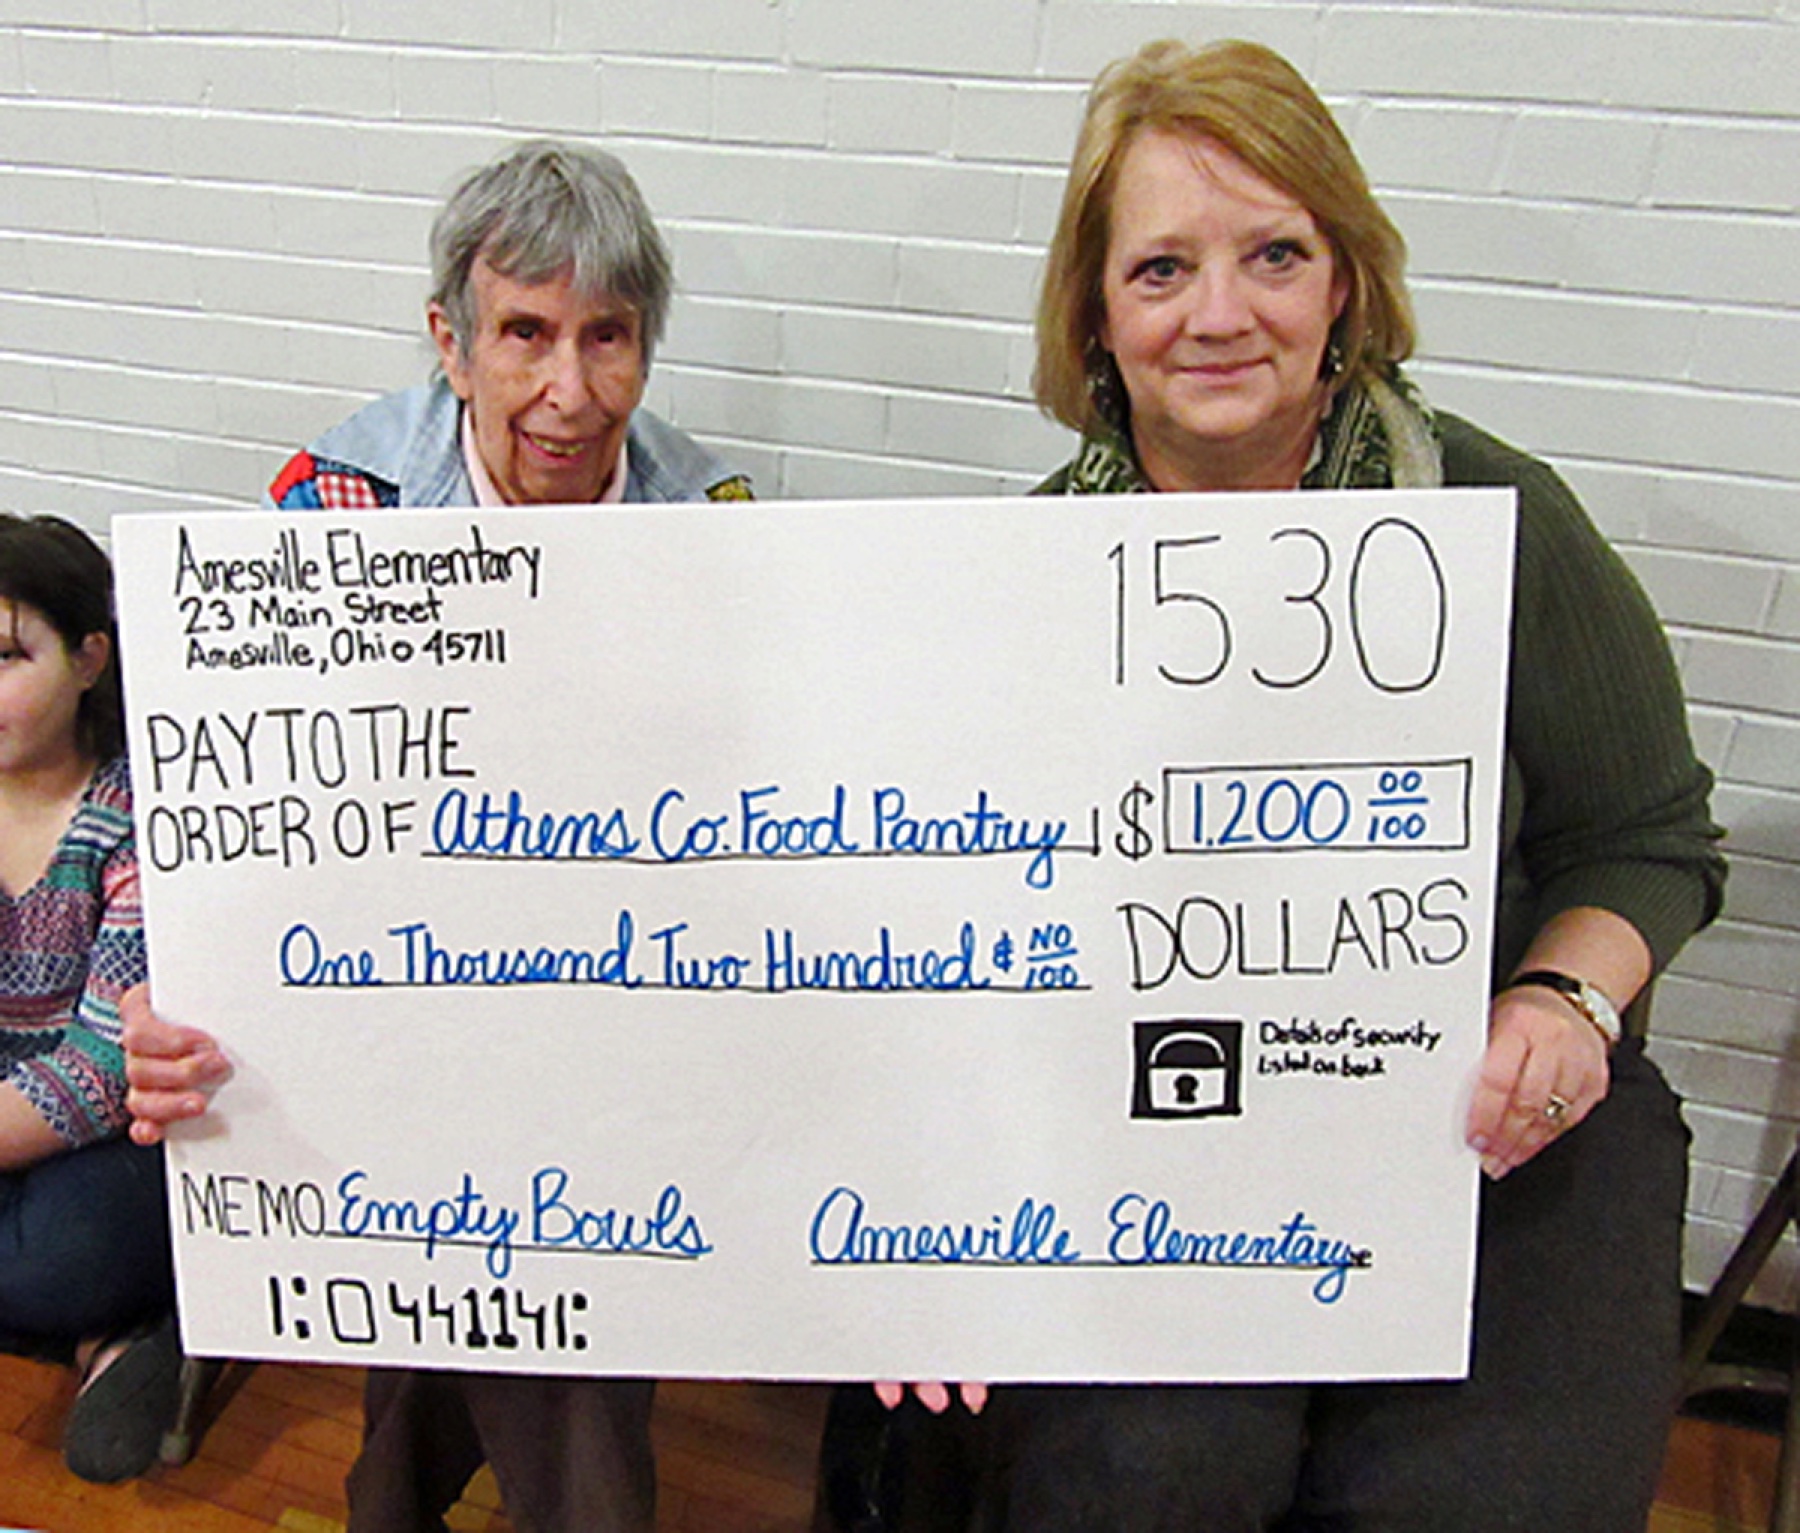 Amesville Elementary
23 Main Street
Amesville, Ohio 45711
1530
PAY TO THE
ORDER OF Athens Co. Food Pantry $ 1.200 00/100
One Thousand Two Hundred & NO/100 DOLLARS
Details of security
listed on back
MEMO Empty Bowls Amesville Elementary
044114